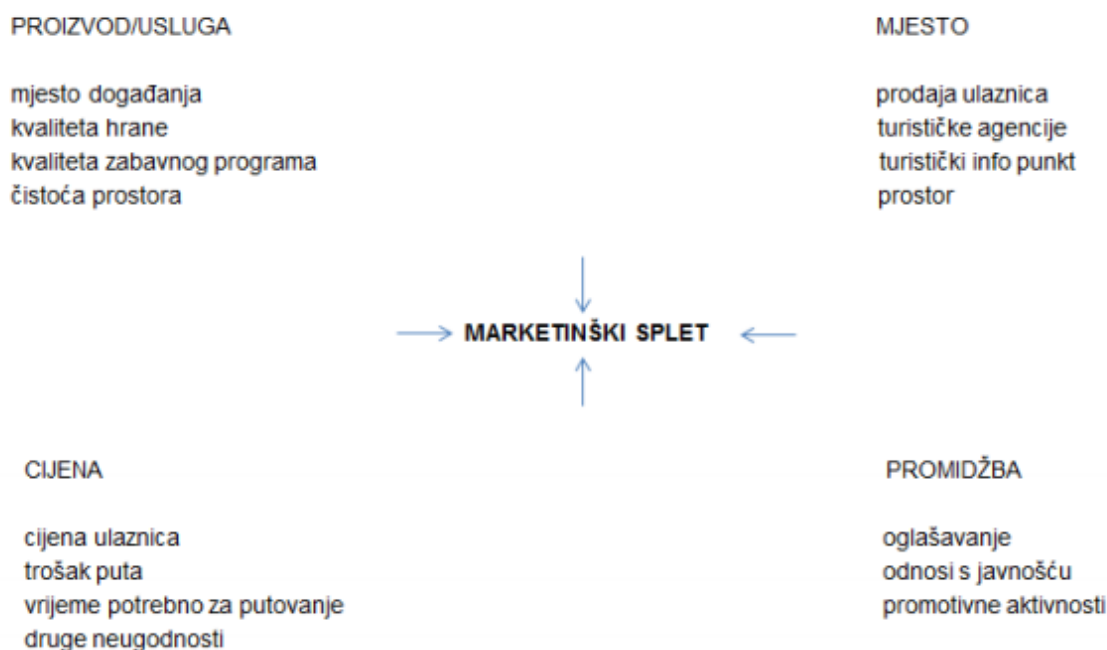 PROIZVOD/USLUGA
mjesto događanja
kvaliteta hrane
kvaliteta zabavnog programa
čistoća prostora
MJESTO
prodaja ulaznica
turističke agencije
turistički info punkt
prostor
MARKETINŠKI SPLET
CIJENA
cijena ulaznica
trošak puta
vrijeme potrebno za putovanje
druge neugodnosti
PROMIDŽBA
oglašavanje
odnosi s javnošću
promotivne aktivnosti